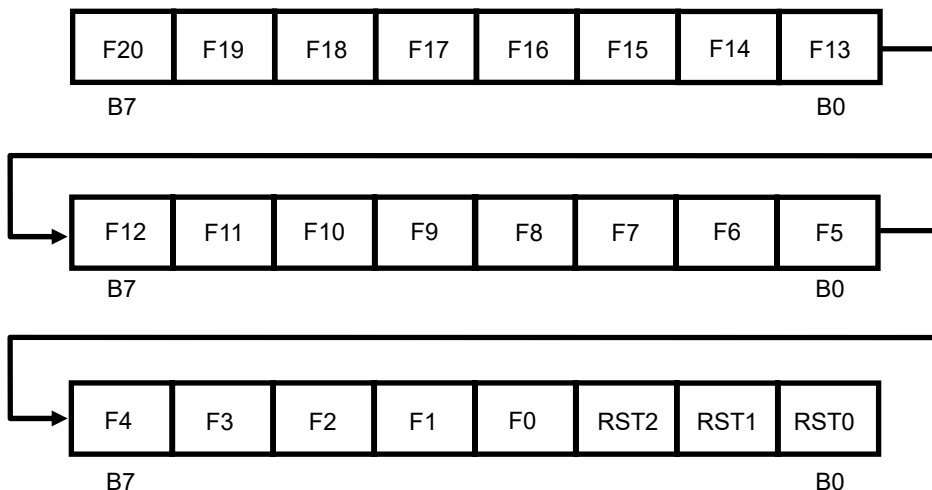 F20 F19 F18 F17 F16 F15 F14 F13
B7 B0
F12 F11 F10 F9 F8 F7 F6 F5
B7 B0
F4 F3 F2 F1 F0 RST2 RST1 RST0
B7 B0